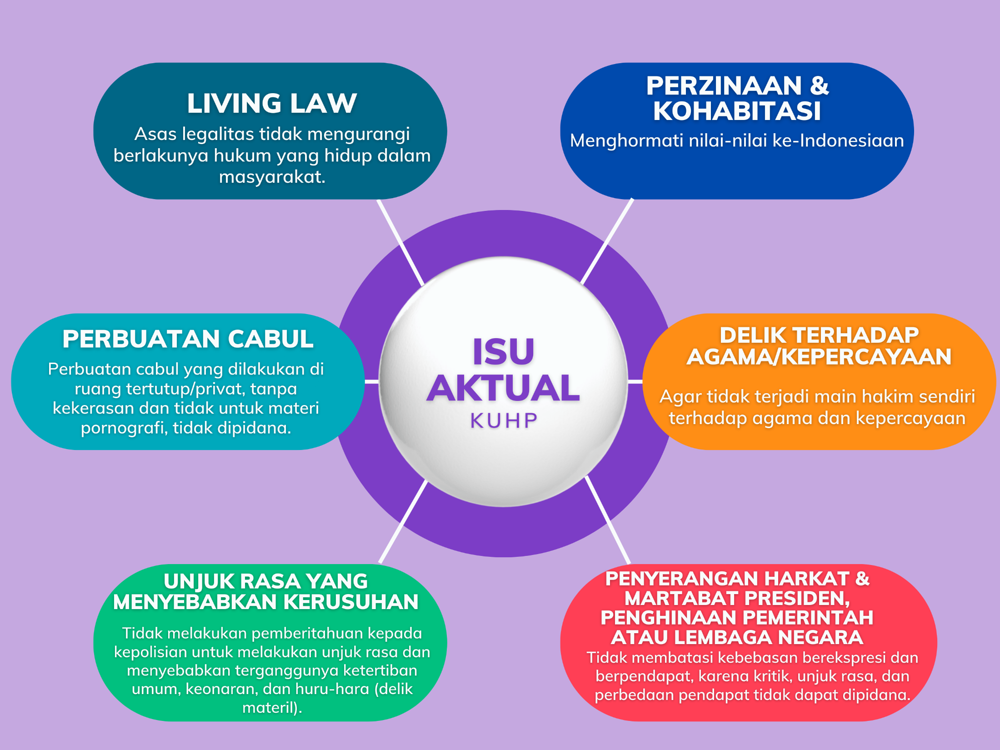 LIVING LAW
Asas legalitas tidak mengurangi
berlakunya hukum yang hidup dalam
masyarakat.
PERZINAAN &
KOHABITASI
Menghormati nilai-nilai ke-Indonesiaan
PERBUATAN CABUL
Perbuatan cabul yang dilakukan di
ruang tertutup/privat, tanpa
kekerasan dan tidak untuk materi
pornografi, tidak dipidana.
ISU
AKTUAL
KUHP
DELIK TERHADAP
AGAMA/KEPERCAYAAN
Agar tidak terjadi main hakim sendiri
terhadap agama dan kepercayaan
UNJUK RASA YANG
MENYEBABKAN KERUSUHAN
Tidak melakukan pemberitahuan kepada
kepolisian untuk melakukan unjuk rasa dan
menyebabkan terganggunya ketertiban
umum, keonaran, dan huru-hara (delik
materil).
PENYERANGAN HARKAT &
MARTABAT PRESIDEN,
PENGHINAAN PEMERINTAH
ATAU LEMBAGA NEGARA
Tidak membatasi kebebasan berekspresi dan
berpendapat, karena kritik, unjuk rasa, dan
perbedaan pendapat tidak dapat dipidana.